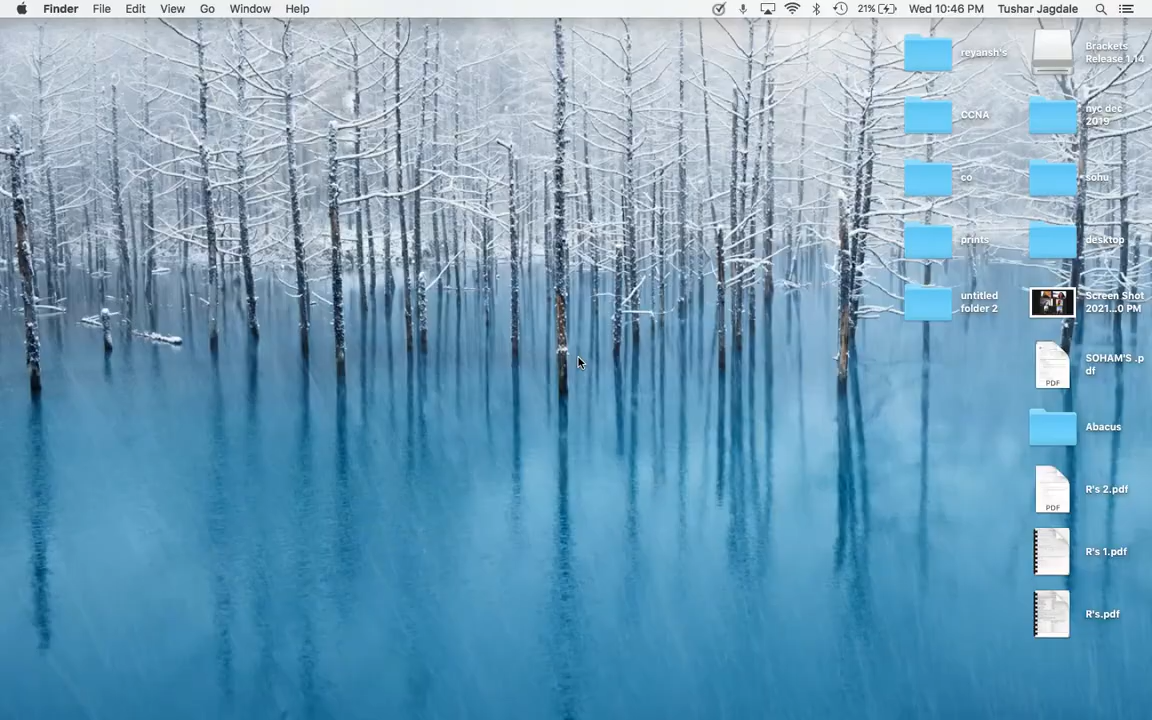 Finder File Edit View Go Window Help 21% Wed 10:46 PM Tushar Jagdale
reyansh's
Brackets
Release 1.14
CCNA
nyc dec
2019
co
sohu
prints
desktop
untitled
folder 2
Screen Shot
2021...0 PM
SOHAM'S .p
df
PDF
Abacus
R's 2.pdf
PDF
R's 1.pdf
R's.pdf